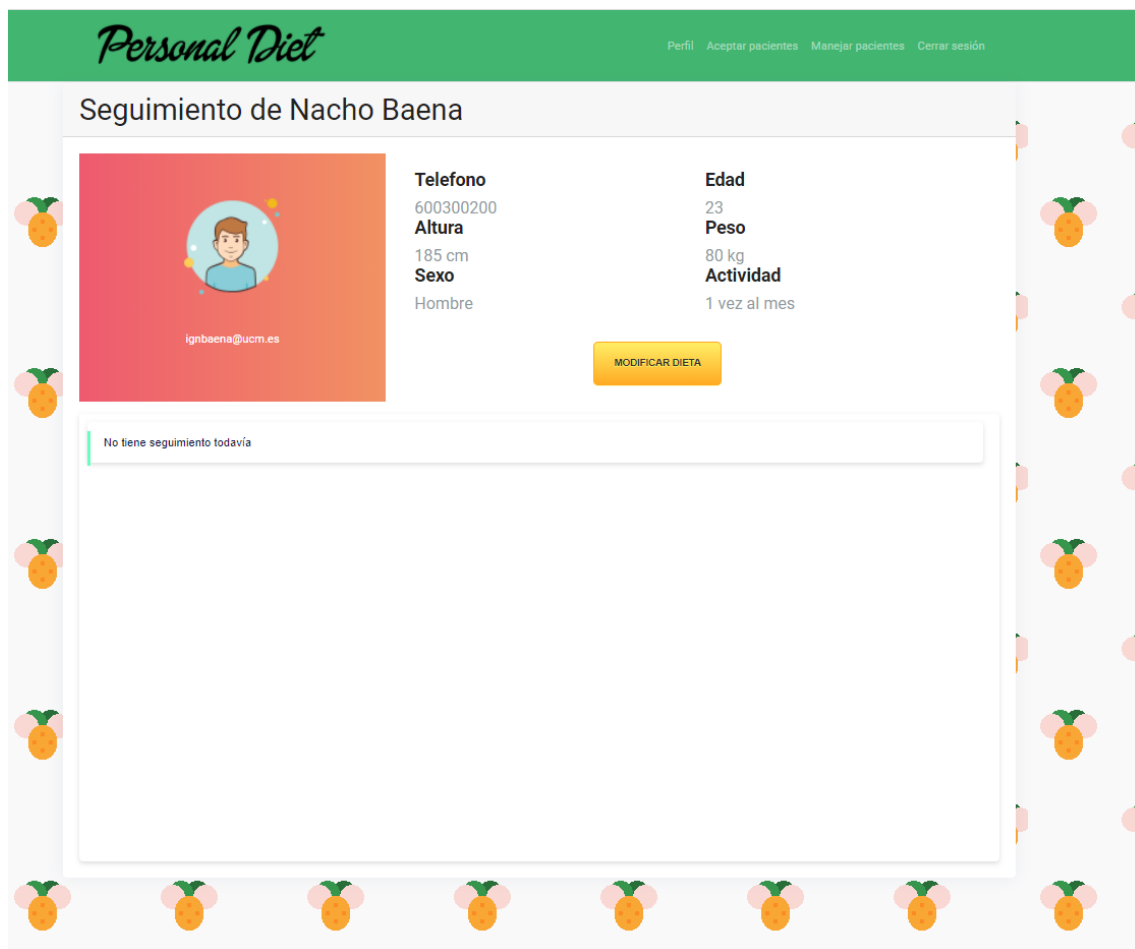 Personal Diet
Perfil Aceptar pacientes Manejar pacientes Cerrar sesión
Seguimiento de Nacho Baena
ignbaena@ucm.es
Telefono
600300200
Edad
23
Altura
185 cm
Peso
80 kg
Sexo
Hombre
Actividad
1 vez al mes
MODIFICAR DIETA
No tiene seguimiento todavía